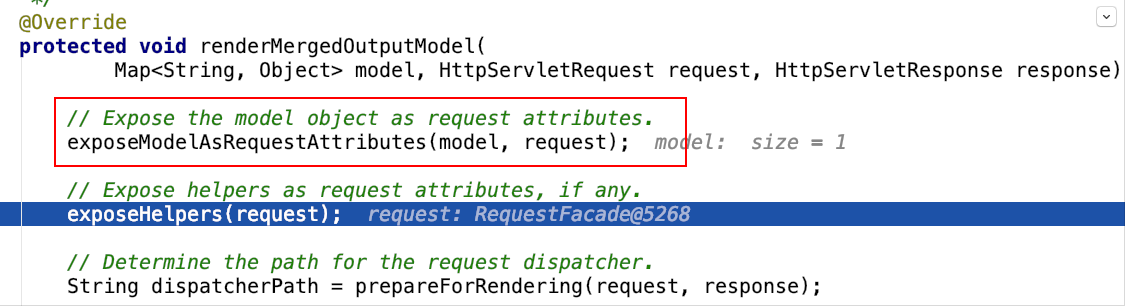 */
@Override
protected void renderMergedOutputModel(
Map<String, Object> model, HttpServletRequest request, HttpServletResponse response)
// Expose the model object as request attributes.
exposeModelAsRequestAttributes(model, request); model: size = 1
// Expose helpers as request attributes, if any.
exposeHelpers(request); request: RequestFacade@5268
// Determine the path for the request dispatcher.
String dispatcherPath = prepareForRendering(request, response);